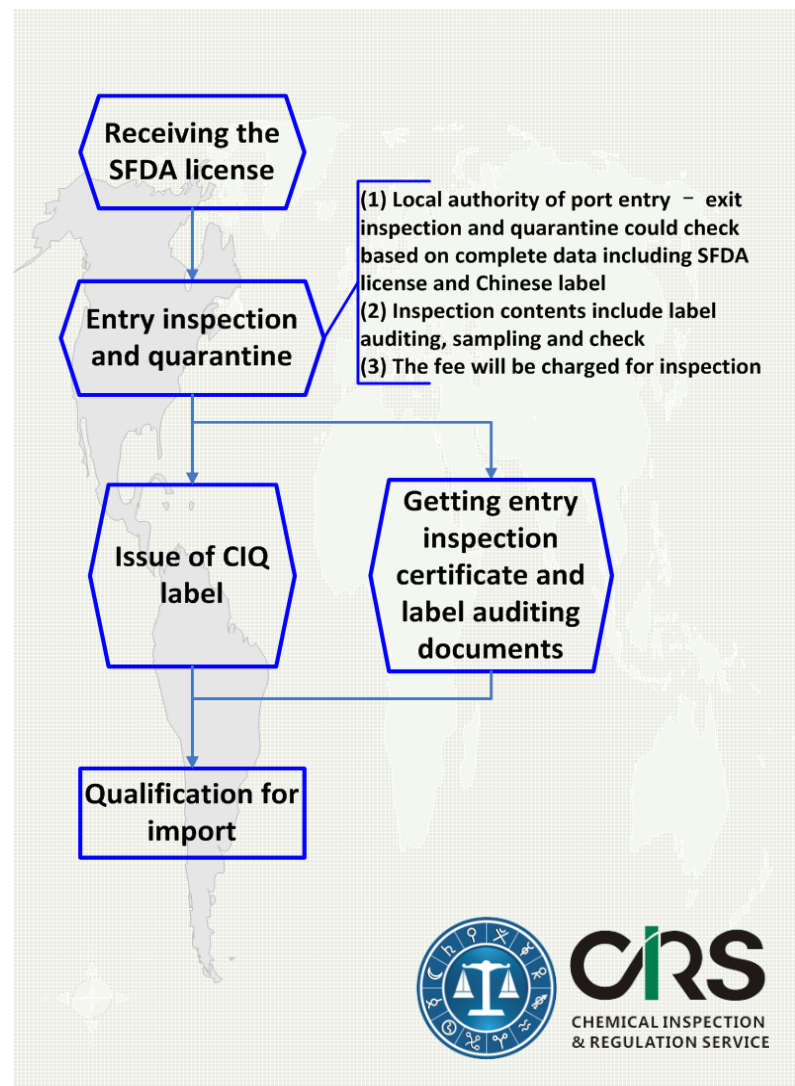 Receiving the
SFDA license
(1) Local authority of port entry – exit
inspection and quarantine could check
based on complete data including SFDA
license and Chinese label
(2) Inspection contents include label
auditing, sampling and check
(3) The fee will be charged for inspection
Entry inspection
and quarantine
Issue of CIQ
label
Getting entry
inspection
certificate and
label auditing
documents
Qualification for
import
CIRS
CHEMICAL INSPECTION
& REGULATION SERVICE